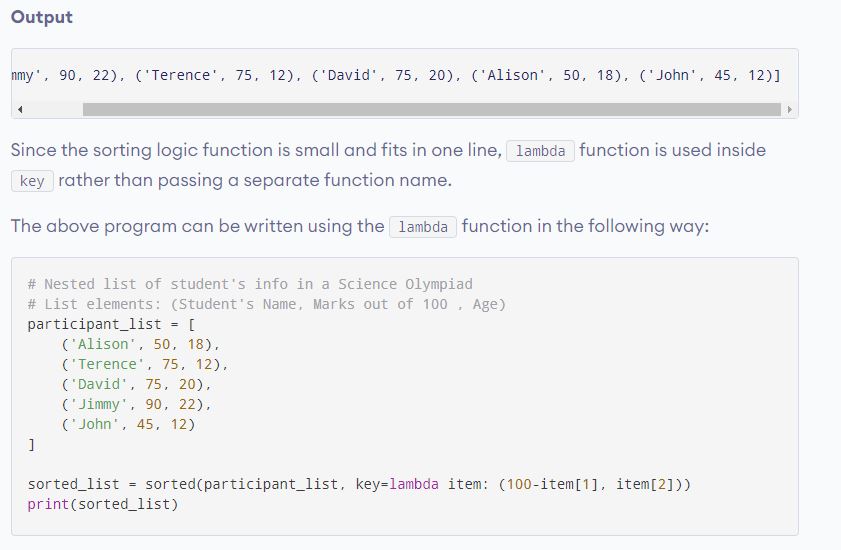 Output
mmy', 90, 22), ('Terence', 75, 12), ('David', 75, 20), ('Alison', 50, 18), ('John', 45, 12)]
Since the sorting logic function is small and fits in one line, lambda function is used inside
key rather than passing a separate function name.
The above program can be written using the lambda function in the following way:
# Nested list of student's info in a Science Olympiad
# List elements: (Student's Name, Marks out of 100 , Age)
participant_list = [
    ('Alison', 50, 18),
    ('Terence', 75, 12),
    ('David', 75, 20),
    ('Jimmy', 90, 22),
    ('John', 45, 12)
]
sorted_list = sorted(participant_list, key=lambda item: (100-item[1], item[2]))
print(sorted_list)